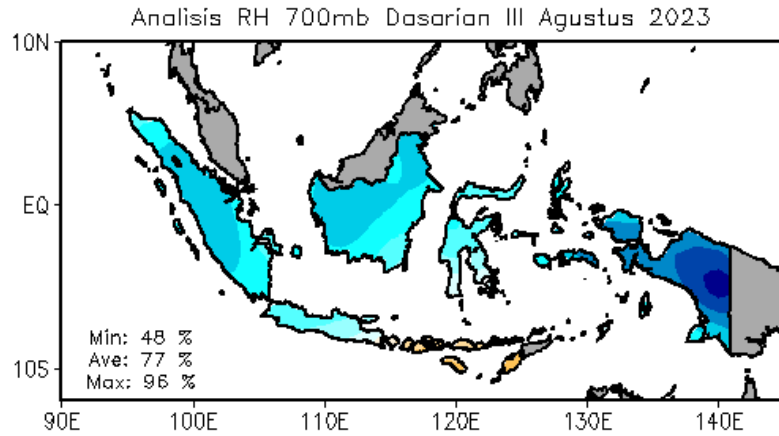 Analisis RH 700mb Dasarian III Agustus 2023
10N
EQ
10S
Min: 48 %
Ave: 77 %
Max: 96 %
90E 100E 110E 120E 130E 140E